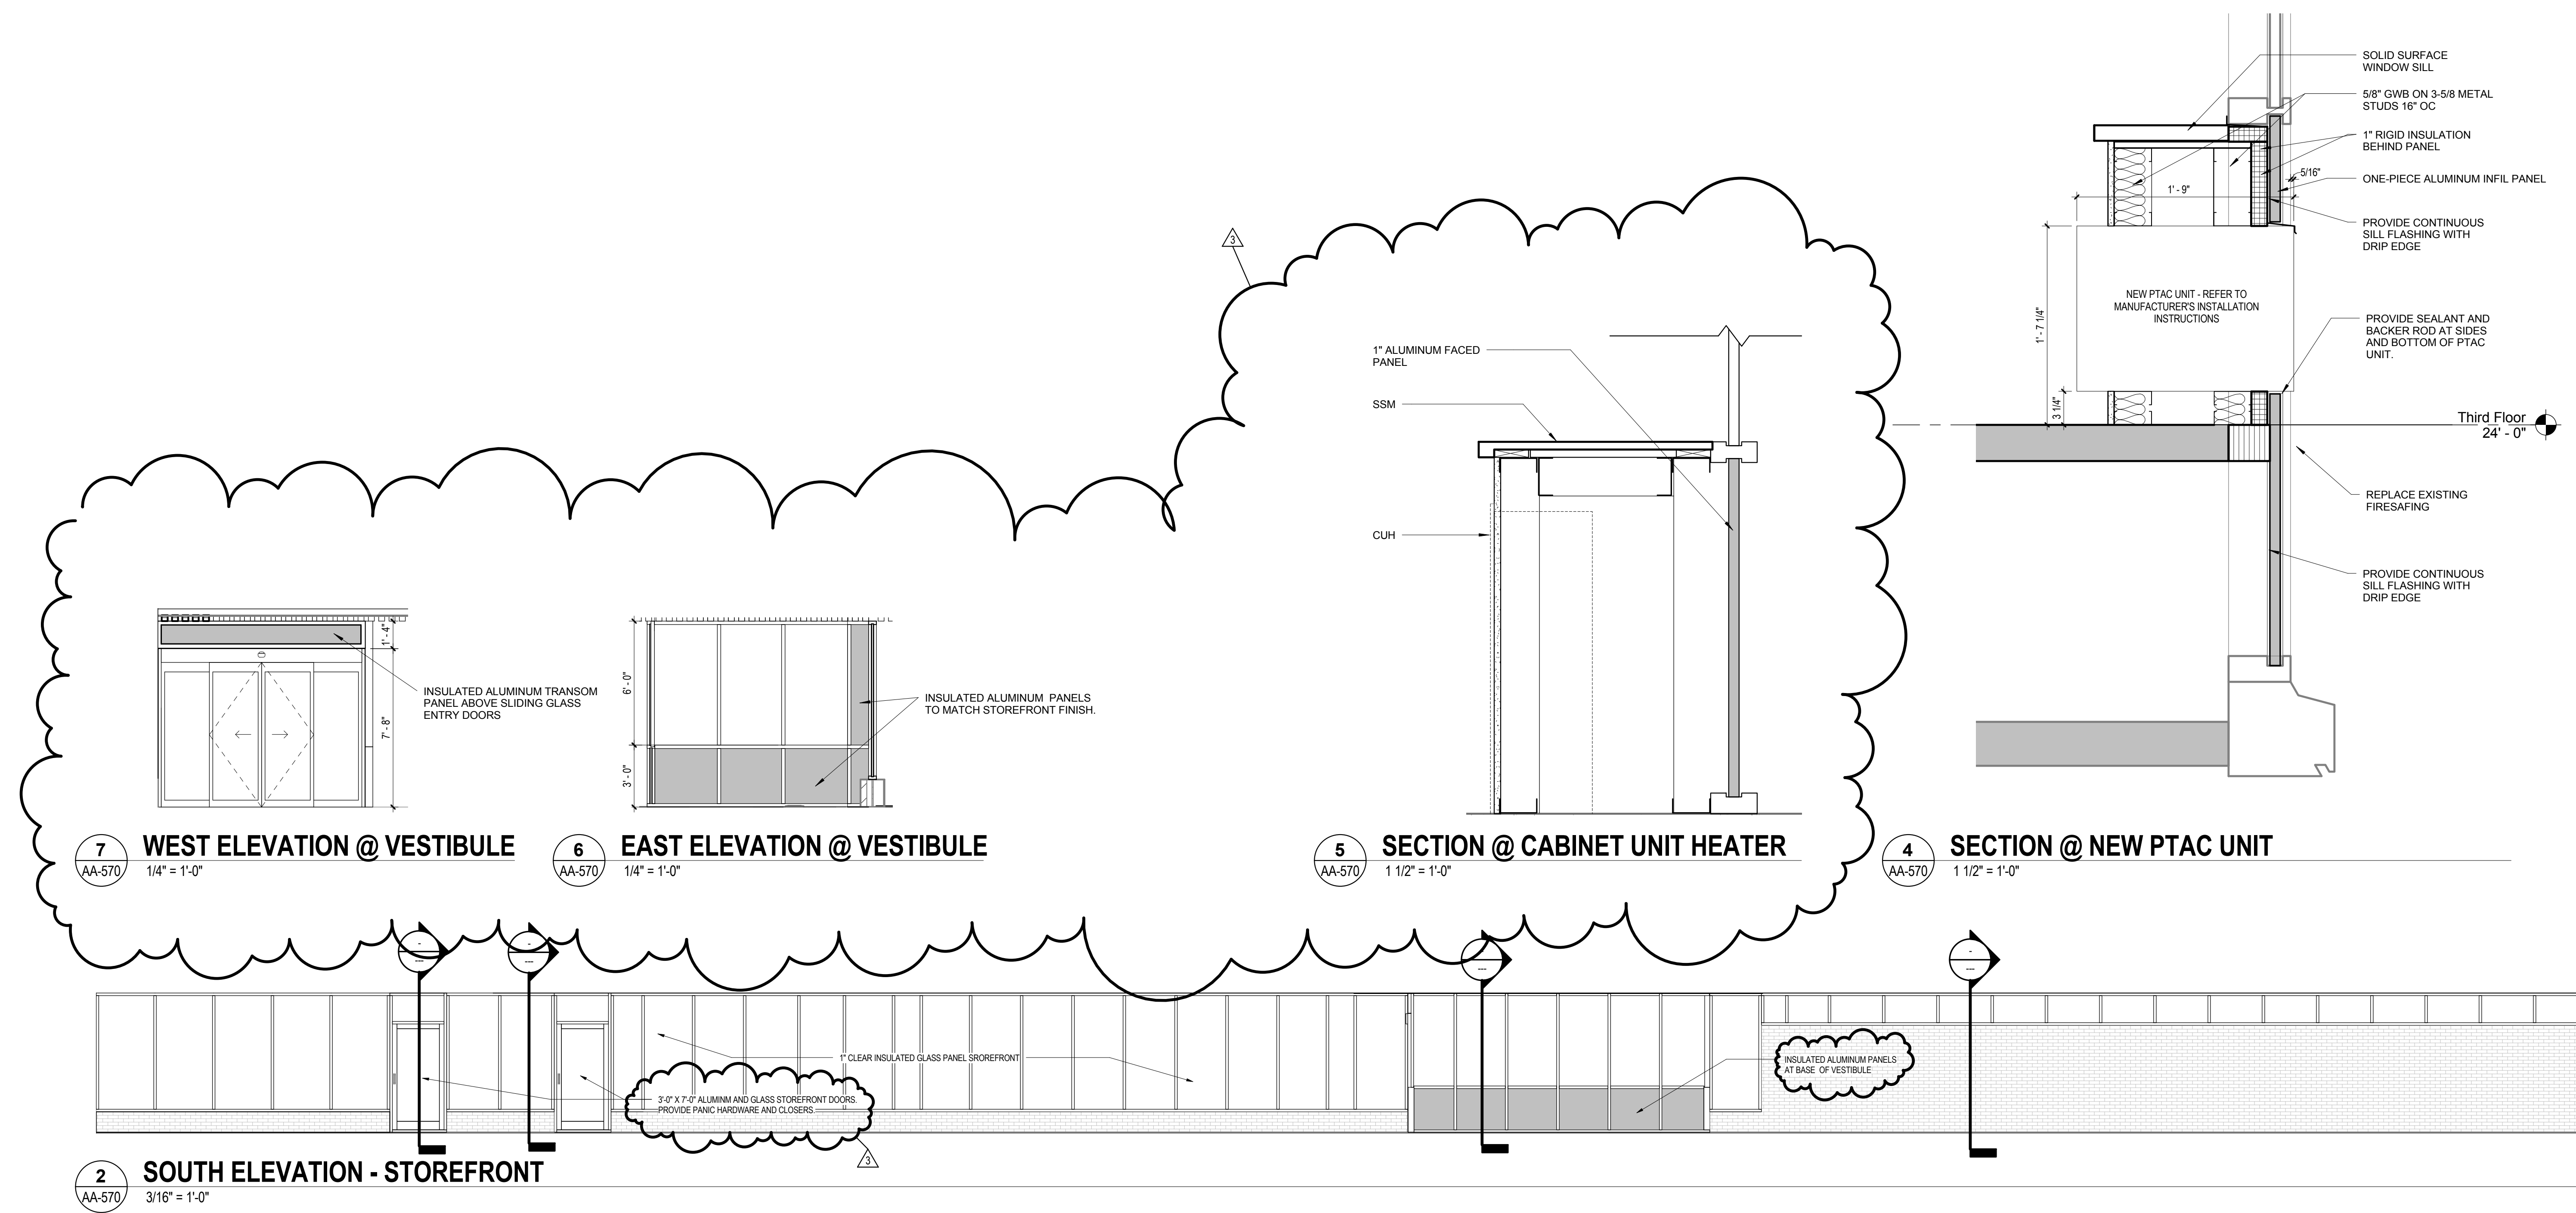 SOLID SURFACE
WINDOW SILL
5/8" GWB ON 3-5/8 METAL
STUDS 16" OC
1" RIGID INSULATION
BEHIND PANEL
5/16"
1' - 9"
ONE-PIECE ALUMINUM INFIL PANEL
PROVIDE CONTINUOUS
SILL FLASHING WITH
DRIP EDGE
NEW PTAC UNIT - REFER TO
MANUFACTURER'S INSTALLATION
INSTRUCTIONS
1' - 7 1/4"
PROVIDE SEALANT AND
BACKER ROD AT SIDES
AND BOTTOM OF PTAC
UNIT.
3 1/4"
Third Floor
24' - 0"
REPLACE EXISTING
FIRESAFING
PROVIDE CONTINUOUS
SILL FLASHING WITH
DRIP EDGE
3
1" ALUMINUM FACED
PANEL
SSM
CUH
1' - 4"
7' - 8"
INSULATED ALUMINUM TRANSOM
PANEL ABOVE SLIDING GLASS
ENTRY DOORS
6' - 0"
3' - 0"
INSULATED ALUMINUM PANELS
TO MATCH STOREFRONT FINISH.
7
AA-570
WEST ELEVATION @ VESTIBULE
1/4" = 1'-0"
6
AA-570
EAST ELEVATION @ VESTIBULE
1/4" = 1'-0"
5
AA-570
SECTION @ CABINET UNIT HEATER
1 1/2" = 1'-0"
4
AA-570
SECTION @ NEW PTAC UNIT
1 1/2" = 1'-0"
-
---
-
---
-
---
-
---
1" CLEAR INSULATED GLASS PANEL SROREFRONT
3'-0" X 7'-0" ALUMINM AND GLASS STOREFRONT DOORS.
PROVIDE PANIC HARDWARE AND CLOSERS.
INSULATED ALUMINUM PANELS
AT BASE OF VESTIBULE
3
2
AA-570
SOUTH ELEVATION - STOREFRONT
3/16" = 1'-0"